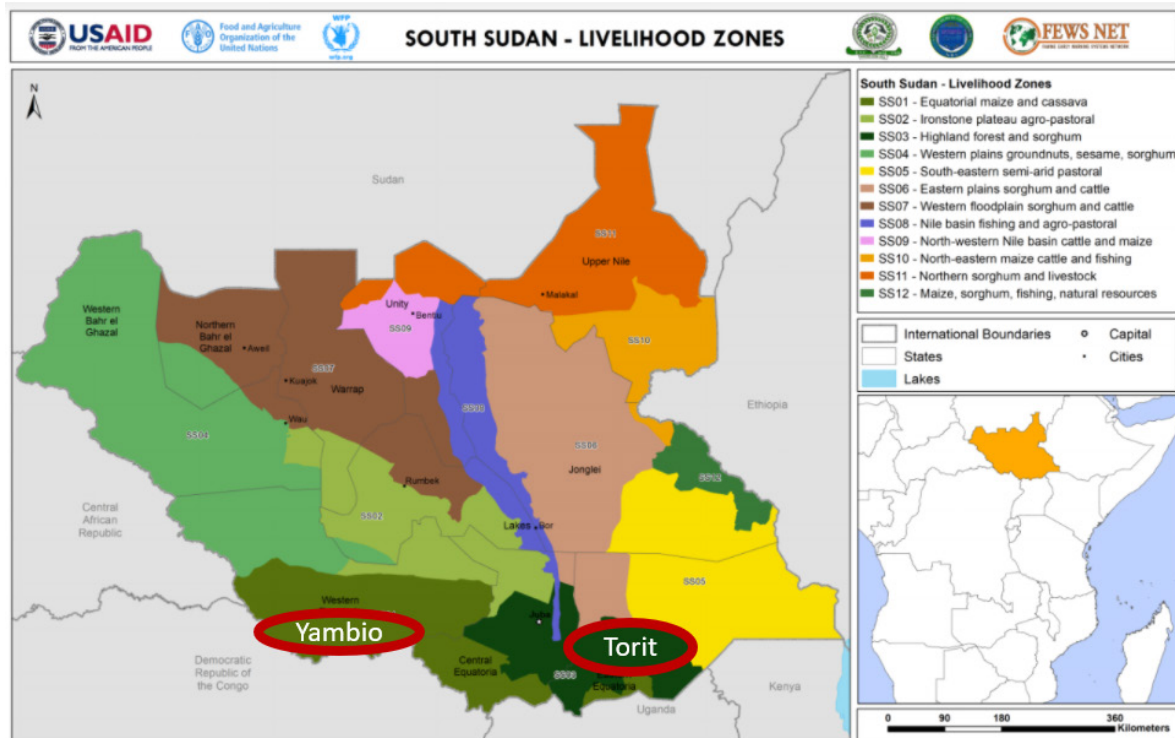 USAID
FROM THE AMERICAN PEOPLE
Food and Agriculture
Organization of the
United Nations
WFP
wfp.org
SOUTH SUDAN - LIVELIHOOD ZONES
FEWS NET
FAMINE EARLY WARNING SYSTEMS NETWORK
N
Sudan
SS11
Upper Nile
Malakal
Western
Bahr el
Ghazal
Northern
Bahr el
Ghazal
Aweil
Unity
Bentiu
SS09
SS10
SS07
Kuajok
Warrap
SS08
Ethiopia
Wau
SS04
SS06
Jonglei
Rumbek
SS12
Central
African
Republic
SS02
Lakes
Bor
SS05
Western
Juba
Yambio
Torit
Democratic
Republic of
the Congo
Central
Equatoria
SS03
Equatoria
Kenya
Uganda
South Sudan - Livelihood Zones
SS01 - Equatorial maize and cassava
SS02 - Ironstone plateau agro-pastoral
SS03 - Highland forest and sorghum
SS04 - Western plains groundnuts, sesame, sorghum
SS05 - South-eastern semi-arid pastoral
SS06 - Eastern plains sorghum and cattle
SS07 - Western floodplain sorghum and cattle
SS08 - Nile basin fishing and agro-pastoral
SS09 - North-western Nile basin cattle and maize
SS10 - North-eastern maize cattle and fishing
SS11 - Northern sorghum and livestock
SS12 - Maize, sorghum, fishing, natural resources
International Boundaries
Capital
States
Cities
Lakes
0 90 180 360
Kilometers